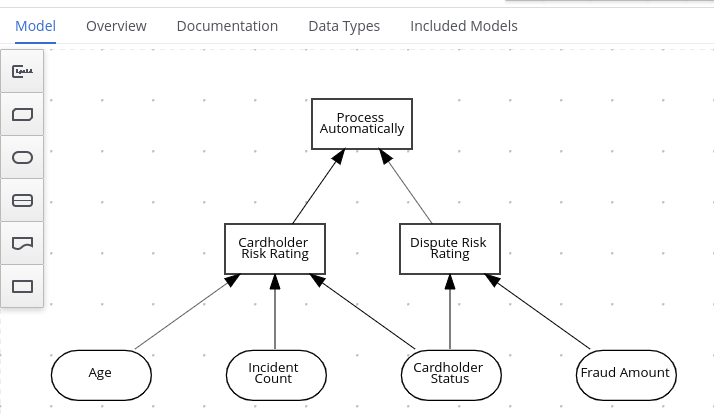 Model Overview Documentation Data Types Included Models
Process
Automatically
Cardholder
Risk Rating
Dispute Risk
Rating
Age
Incident
Count
Cardholder
Status
Fraud Amount